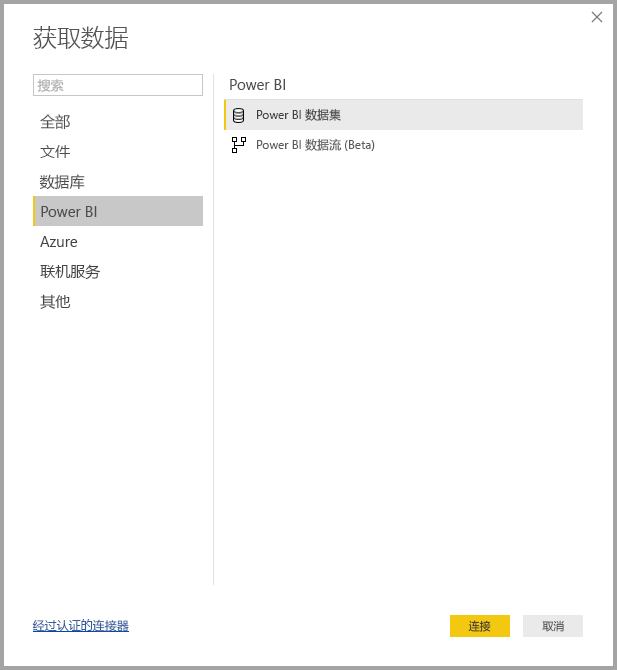 获取数据
搜索
全部
文件
数据库
Power BI
Azure
联机服务
其他
Power BI
Power BI 数据集
Power BI 数据流 (Beta)
经过认证的连接器
连接
取消